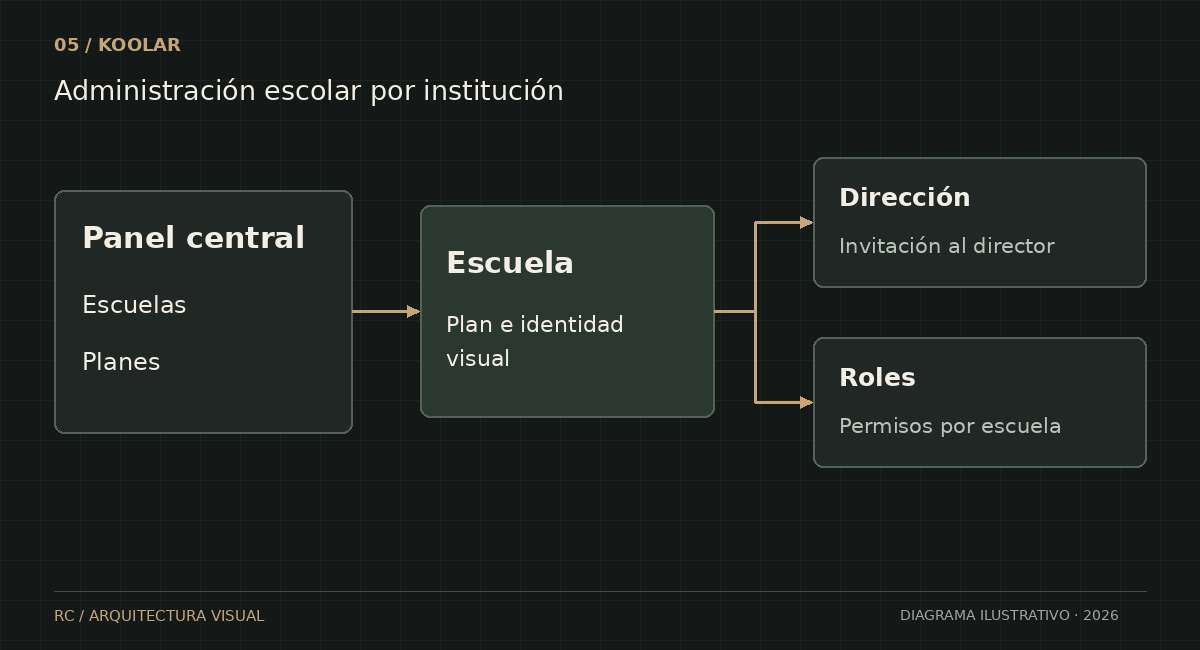 05 / KOOLAR
Administración escolar por institución
Panel central
Escuelas
Planes
Escuela
Plan e identidad
visual
Dirección
Invitación al director
Roles
Permisos por escuela
RC / ARQUITECTURA VISUAL
DIAGRAMA ILUSTRATIVO · 2026